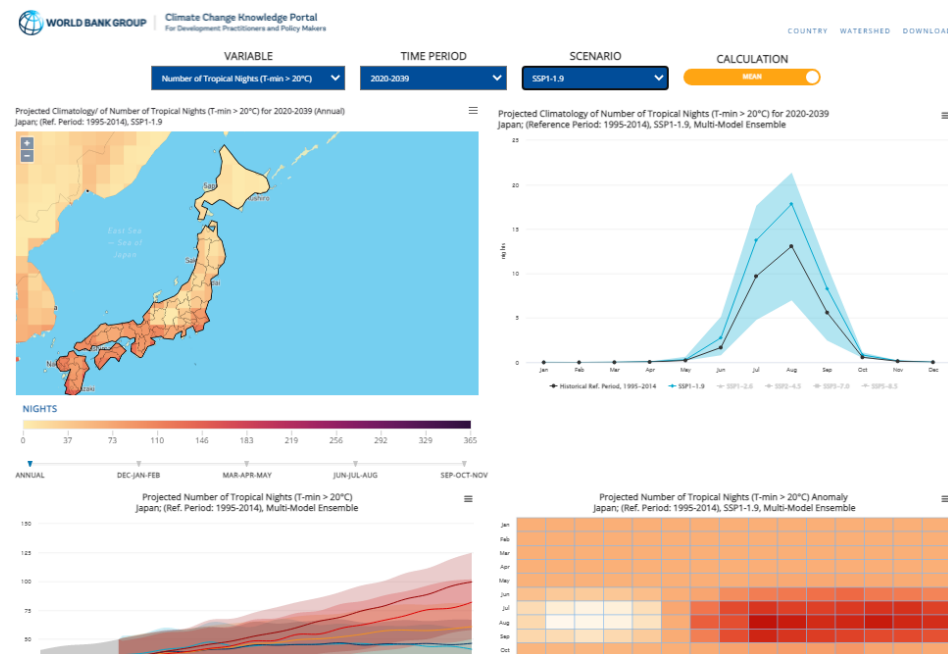 WORLD BANK GROUP
Climate Change Knowledge Portal
For Development Practitioners and Policy Makers
COUNTRY WATERSHED DOWNLOAD
VARIABLE TIME PERIOD SCENARIO CALCULATION
Number of Tropical Nights (T-min > 20°C) 2020-2039 SSP1-1.9 MEAN
Projected Climatology/ of Number of Tropical Nights (T-min > 20°C) for 2020-2039 (Annual)
Japan; (Ref. Period: 1995-2014), SSP1-1.9
+
−
Sap
East Sea
— Sea of
Japan
NIGHTS
0 37 73 110 146 183 219 256 292 329 365
ANNUAL DEC-JAN-FEB MAR-APR-MAY JUN-JUL-AUG SEP-OCT-NOV
Projected Climatology of Number of Tropical Nights (T-min > 20°C) for 2020-2039
Japan; (Reference Period: 1995-2014), SSP1-1.9, Multi-Model Ensemble
25
20
15
10
5
0
nights
Jan Feb Mar Apr May Jun Jul Aug Sep Oct Nov Dec
Historical Ref. Period, 1995-2014 SSP1-1.9 SSP1-2.6 SSP2-4.5 SSP3-7.0 SSP5-8.5
Projected Number of Tropical Nights (T-min > 20°C)
Japan; (Ref. Period: 1995-2014), Multi-Model Ensemble
150
125
100
75
50
Projected Number of Tropical Nights (T-min > 20°C) Anomaly
Japan; (Ref. Period: 1995-2014), SSP1-1.9, Multi-Model Ensemble
Jan
Feb
Mar
Apr
May
Jun
Jul
Aug
Sep
Oct